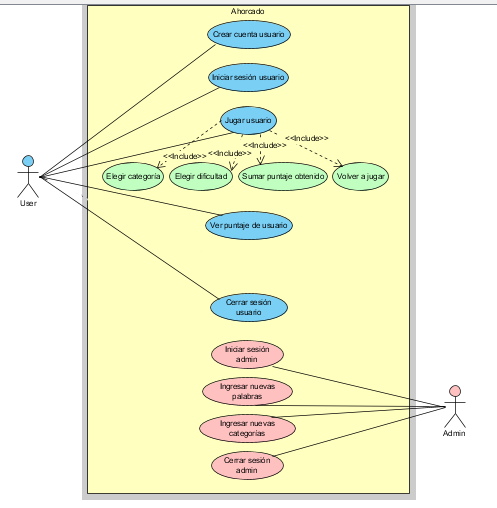 Ahorcado
Crear cuenta usuario
Iniciar sesión usuario
Jugar usuario
<<Include>>
<<Include>>
<<Include>>
<<Include>>
Elegir categoría
Elegir dificultad
Sumar puntaje obtenido
Volver a jugar
User
Ver puntaje de usuario
Cerrar sesión
usuario
Iniciar sesión
admin
Ingresar nuevas
palabras
Ingresar nuevas
categorías
Admin
Cerrar sesión
admin